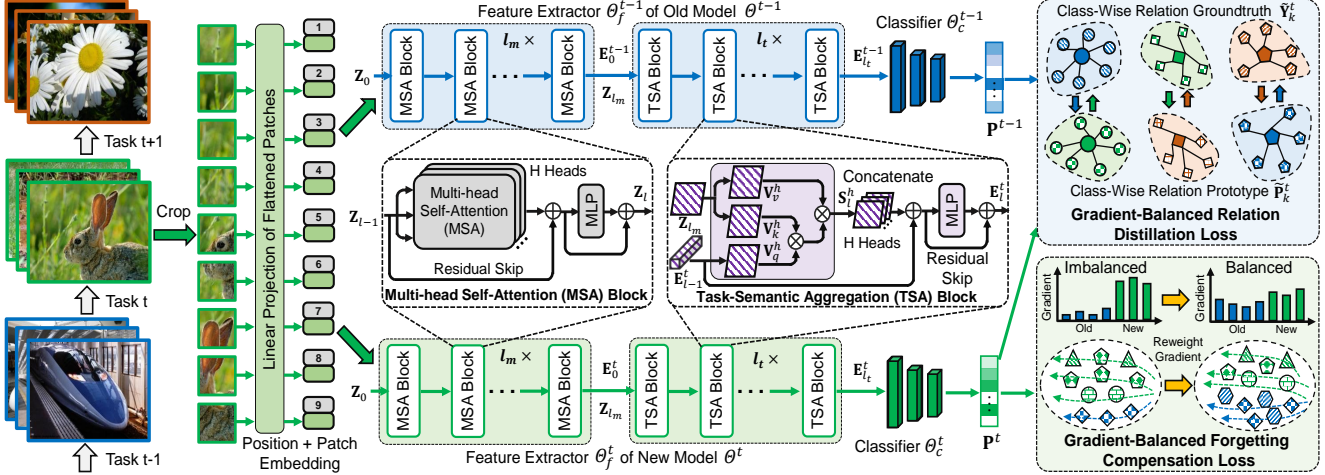 Task t+1
Task t
Task t-1
Crop
Linear Projection of Flattened Patches
1
2
3
4
5
6
7
8
9
Position + Patch
Embedding
Feature Extractor Θ_f^{t-1} of Old Model Θ^{t-1}
Z_0
MSA Block
MSA Block
l_m ×
MSA Block
E_0^{t-1}
Z_{l_m}
TSA Block
TSA Block
l_t ×
TSA Block
E_{l_t}^{t-1}
Classifier Θ_c^{t-1}
P^{t-1}
Z_{l-1}
Multi-head
Self-Attention
(MSA)
H Heads
MLP
Z_l
Residual Skip
Multi-head Self-Attention (MSA) Block
Z_{l_m}
E_{l-1}^t
V_v^h
V_k^h
V_q^h
Concatenate
S_l^h
H Heads
MLP
E_l^t
Residual
Skip
Task-Semantic Aggregation (TSA) Block
Z_0
MSA Block
MSA Block
l_m ×
MSA Block
E_0^t
Z_{l_m}
TSA Block
TSA Block
l_t ×
TSA Block
E_{l_t}^t
Classifier Θ_c^t
P^t
Feature Extractor Θ_f^t of New Model Θ^t
Class-Wise Relation Groundtruth Ỹ_k^t
Class-Wise Relation Prototype P̃_k^t
Gradient-Balanced Relation
Distillation Loss
Imbalanced
Balanced
Gradient
Old
New
Gradient
Old
New
Reweight
Gradient
Gradient-Balanced Forgetting
Compensation Loss